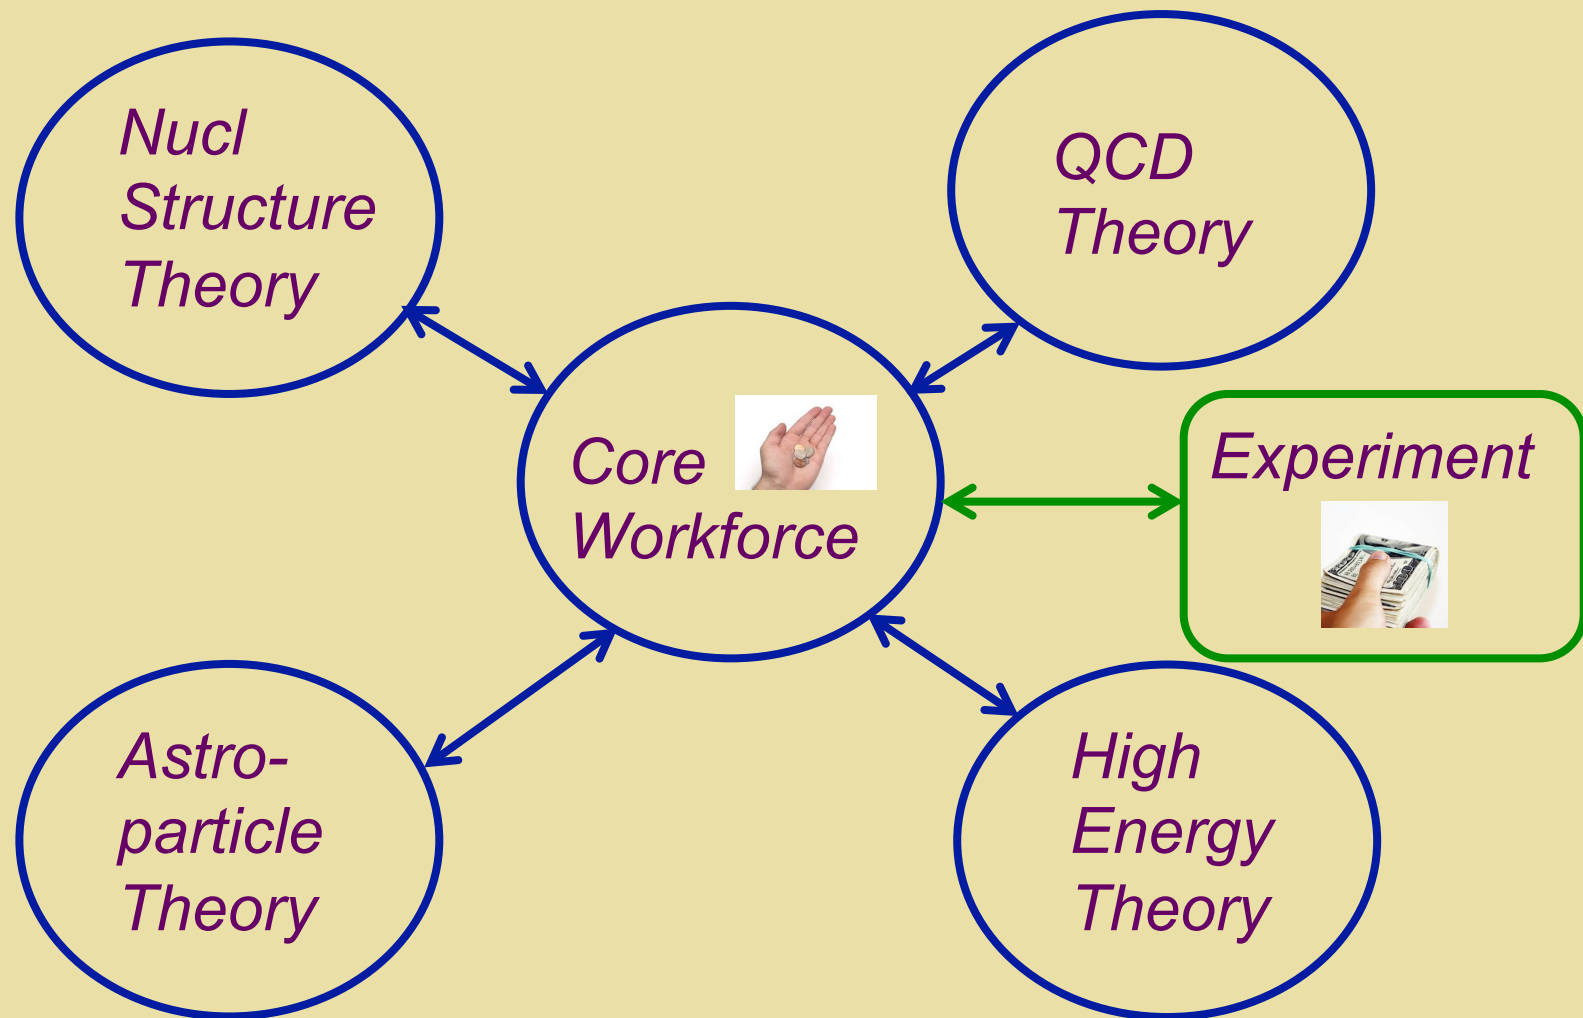 Nucl
Structure
Theory
QCD
Theory
Core
Workforce
Experiment
Astro-
particle
Theory
High
Energy
Theory